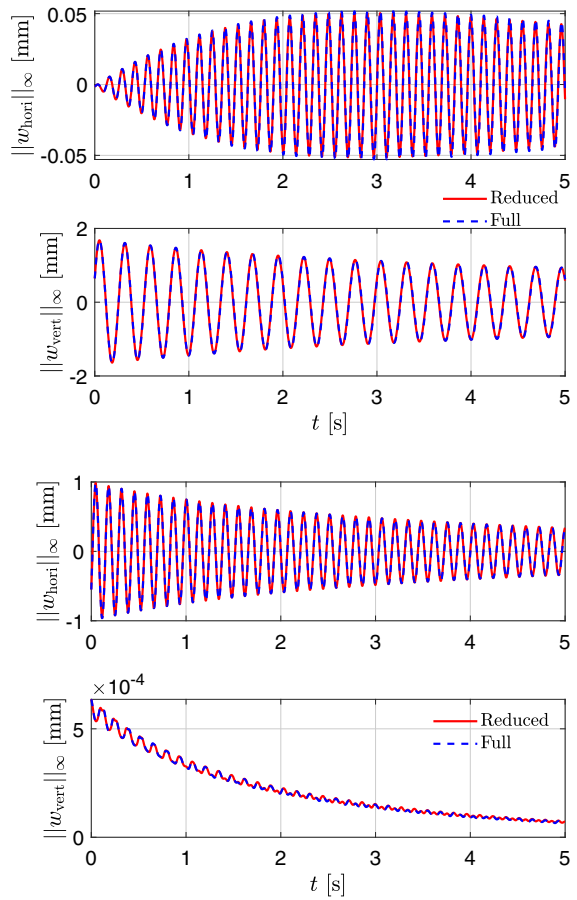 0.05
0
-0.05
||w_hori||_∞ [mm]
0 1 2 3 4 5
Reduced
Full
2
0
-2
||w_vert||_∞ [mm]
0 1 2 3 4 5
t [s]
1
0
-1
||w_hori||_∞ [mm]
0 1 2 3 4 5
×10^-4
5
0
||w_vert||_∞ [mm]
Reduced
Full
0 1 2 3 4 5
t [s]